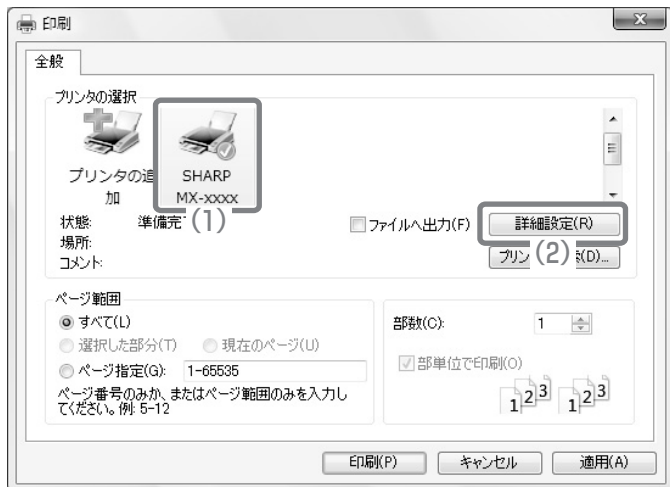 印刷
全般
プリンタの選択
プリンタの追
加
SHARP
MX-xxxx
(1)
状態: 準備完
場所:
コメント:
ファイルへ出力(F)
詳細設定(R)
(2)
プリン
(D)...
ページ範囲
すべて(L)
選択した部分(T) 現在のページ(U)
ページ指定(G): 1-65535
ページ番号のみか、またはページ範囲のみを入力し
てください。例: 5-12
部数(C): 1
部単位で印刷(O)
1 2 3 1 2 3
印刷(P) キャンセル 適用(A)